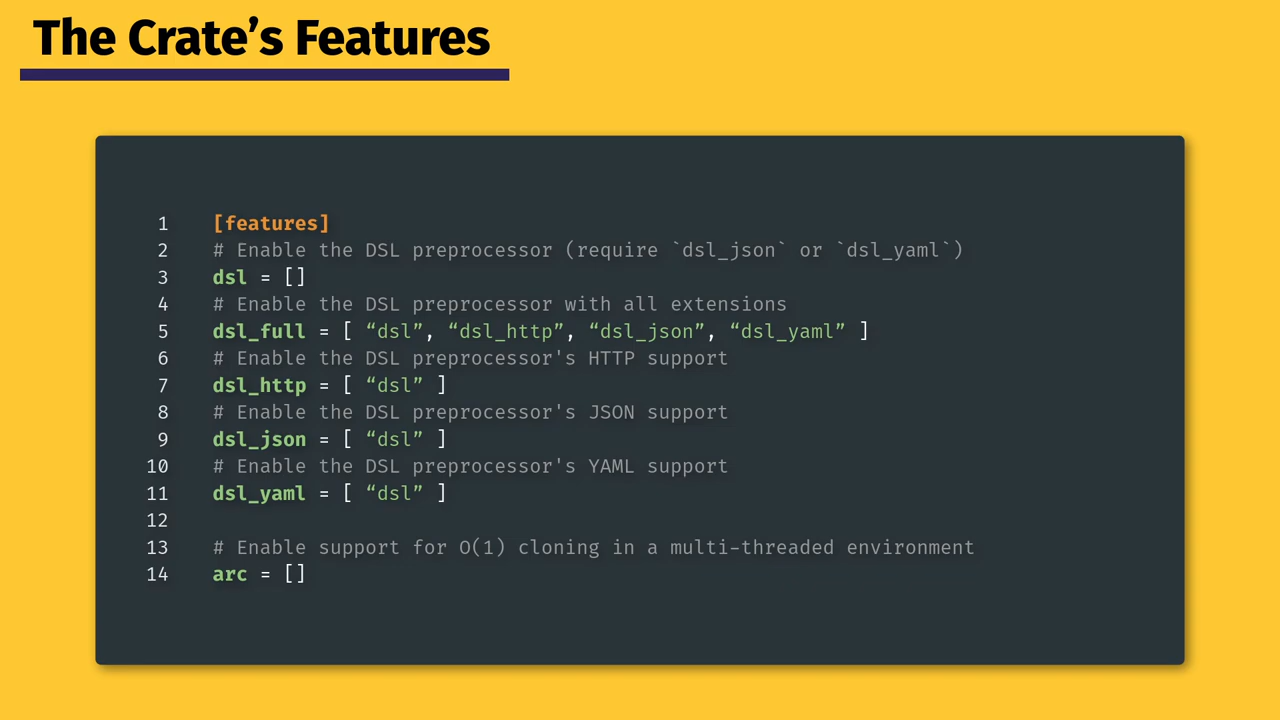 The Crate’s Features
1 [features]
2 # Enable the DSL preprocessor (require `dsl_json` or `dsl_yaml`)
3 dsl = []
4 # Enable the DSL preprocessor with all extensions
5 dsl_full = [ “dsl”, “dsl_http”, “dsl_json”, “dsl_yaml” ]
6 # Enable the DSL preprocessor's HTTP support
7 dsl_http = [ “dsl” ]
8 # Enable the DSL preprocessor's JSON support
9 dsl_json = [ “dsl” ]
10 # Enable the DSL preprocessor's YAML support
11 dsl_yaml = [ “dsl” ]
12
13 # Enable support for O(1) cloning in a multi-threaded environment
14 arc = []